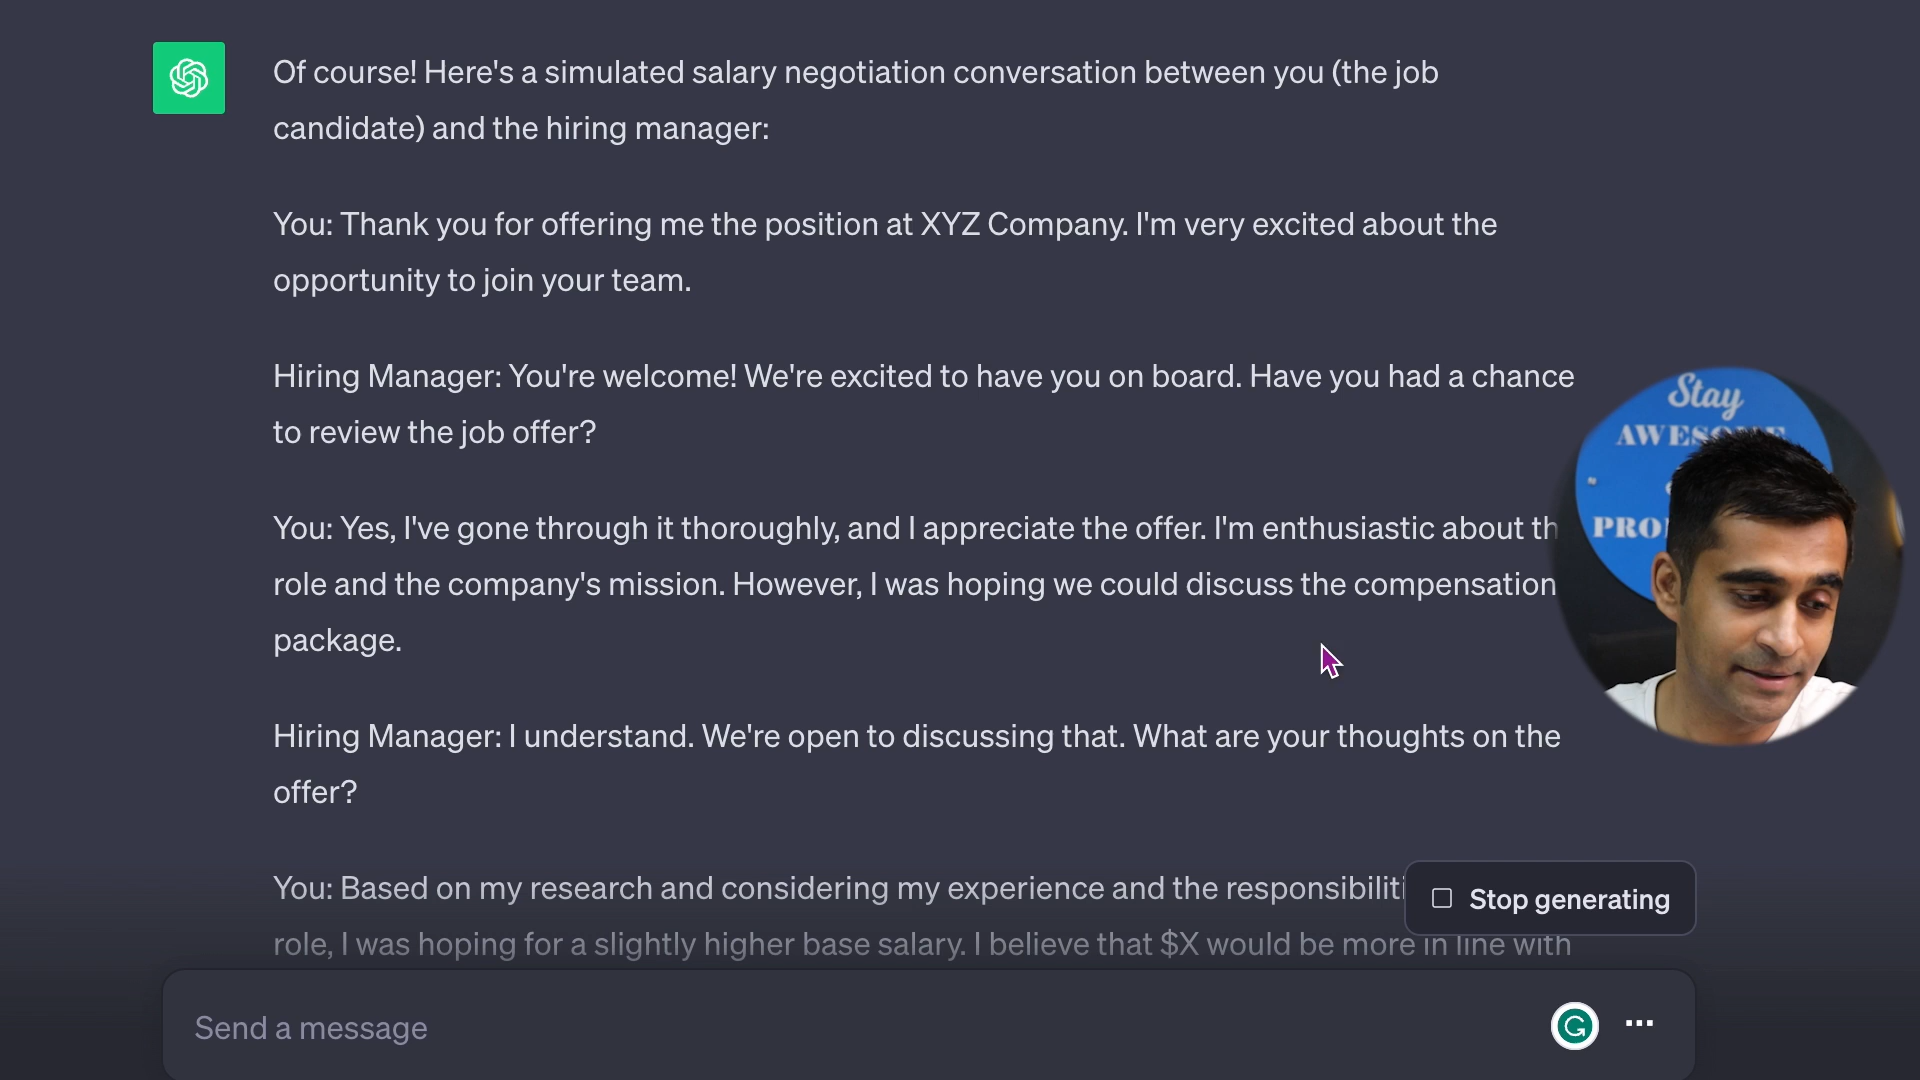 Of course! Here's a simulated salary negotiation conversation between you (the job
candidate) and the hiring manager:
You: Thank you for offering me the position at XYZ Company. I'm very excited about the
opportunity to join your team.
Hiring Manager: You're welcome! We're excited to have you on board. Have you had a chance
to review the job offer?
You: Yes, I've gone through it thoroughly, and I appreciate the offer. I'm enthusiastic about
role and the company's mission. However, I was hoping we could discuss the compensation
package.
Hiring Manager: I understand. We're open to discussing that. What are your thoughts on the
offer?
You: Based on my research and considering my experience and the
role, I was hoping for a slightly higher base salary. I believe that $X would be more in line with
Stop generating
Send a message
Stay
AWESOME